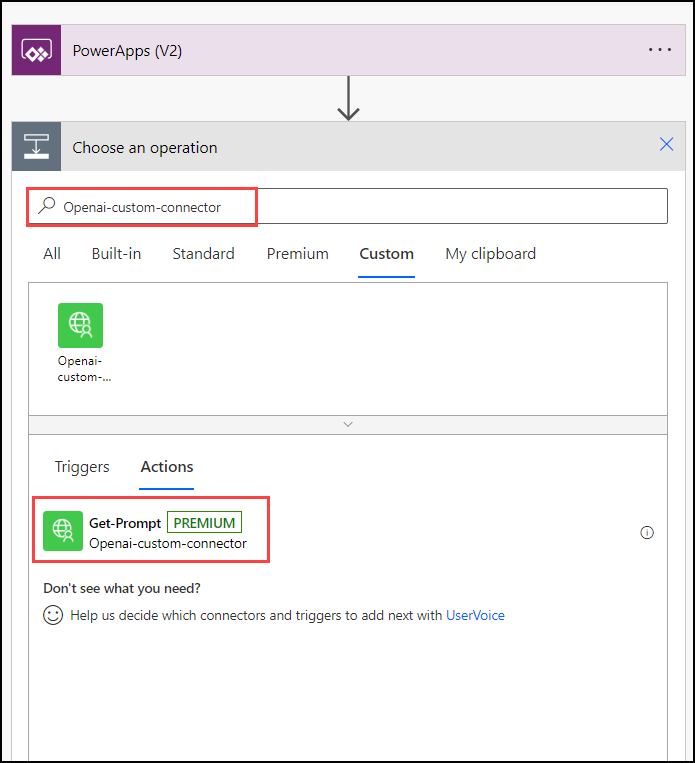 PowerApps (V2)
Choose an operation
Openai-custom-connector
All Built-in Standard Premium Custom My clipboard
Openai-
custom-...
Triggers Actions
Get-Prompt PREMIUM
Openai-custom-connector
Don't see what you need?
Help us decide which connectors and triggers to add next with UserVoice